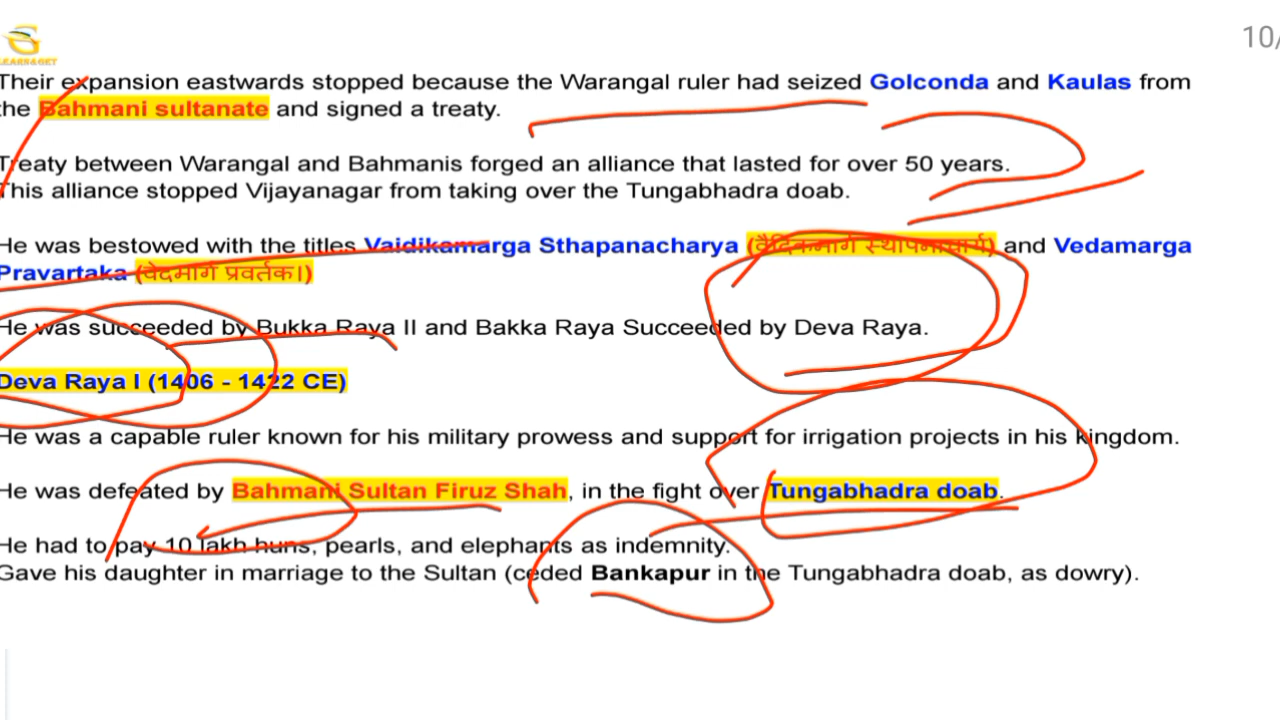 LEARN&GET
10/
Their expansion eastwards stopped because the Warangal ruler had seized Golconda and Kaulas from
the Bahmani sultanate and signed a treaty.
Treaty between Warangal and Bahmanis forged an alliance that lasted for over 50 years.
This alliance stopped Vijayanagar from taking over the Tungabhadra doab.
He was bestowed with the titles Vaidikamarga Sthapanacharya (वैदिकमार्ग स्थापनाचार्य) and Vedamarga
Pravartaka (वेदमार्ग प्रवर्तक।)
He was succeeded by Bukka Raya II and Bakka Raya Succeeded by Deva Raya.
Deva Raya I (1406 - 1422 CE)
He was a capable ruler known for his military prowess and support for irrigation projects in his kingdom.
He was defeated by Bahmani Sultan Firuz Shah, in the fight over Tungabhadra doab.
He had to pay 10 lakh huns, pearls, and elephants as indemnity.
Gave his daughter in marriage to the Sultan (ceded Bankapur in the Tungabhadra doab, as dowry).